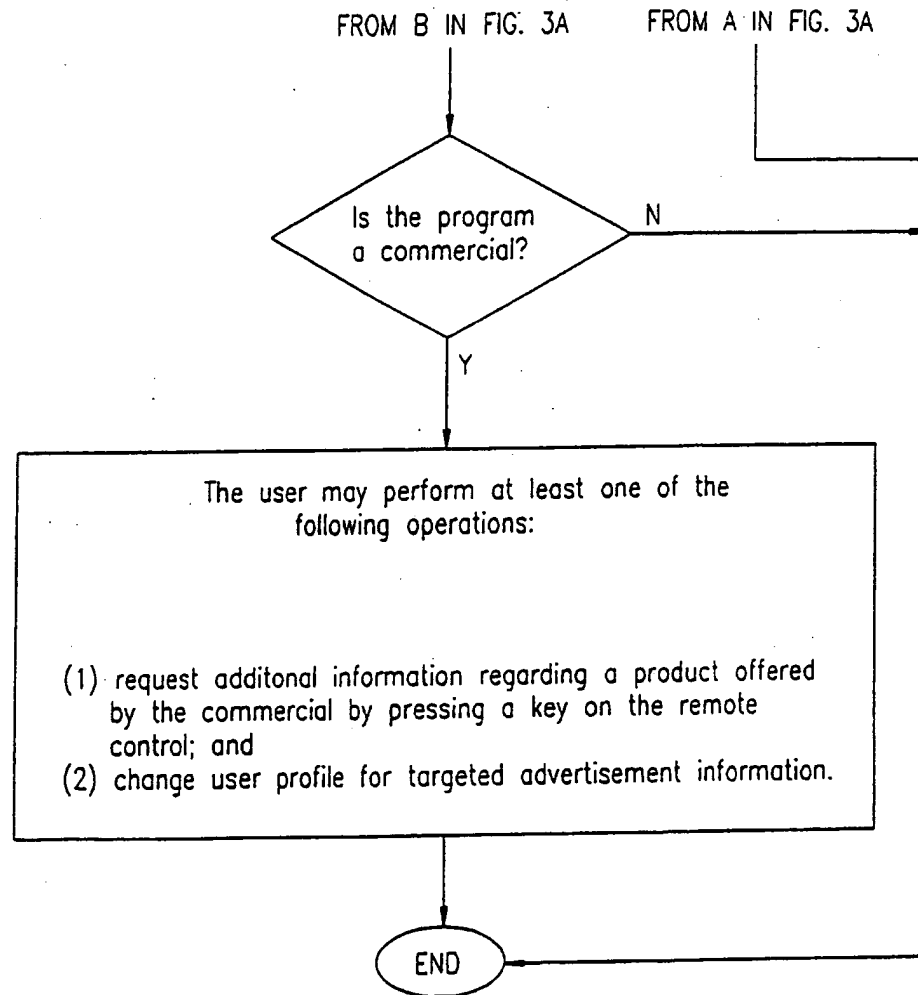 FROM B IN FIG. 3A
FROM A IN FIG. 3A
Is the program
a commercial?
N
Y
The user may perform at least one of the
following operations:
(1) request additonal information regarding a product offered
by the commercial by pressing a key on the remote
control; and
(2) change user profile for targeted advertisement information.
END